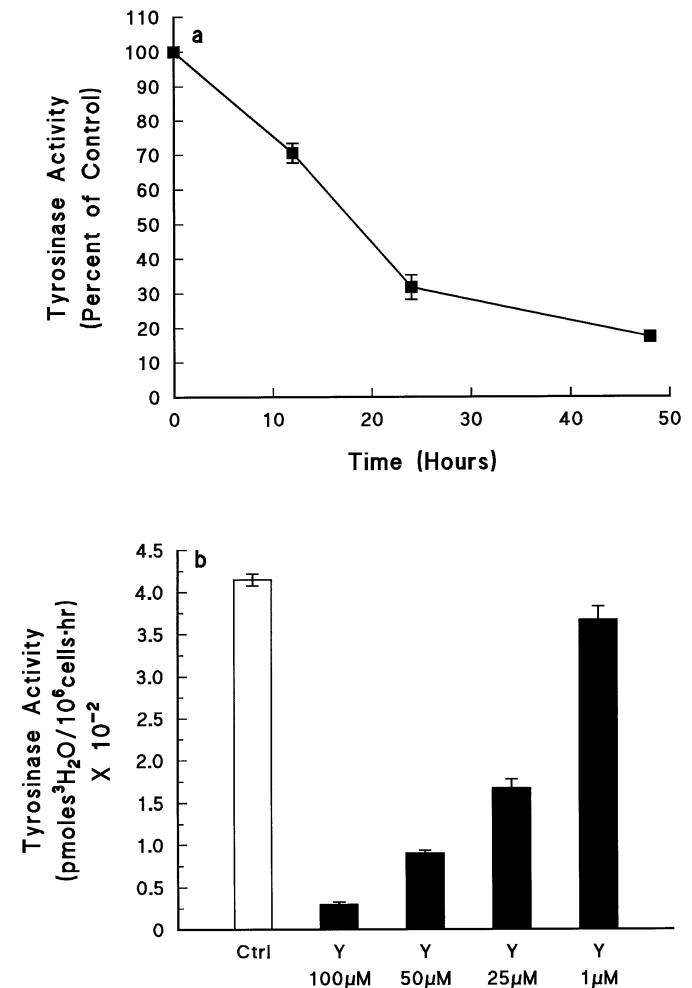 a
110
100
90
80
70
60
50
40
30
20
10
0
Tyrosinase Activity
(Percent of Control)
0 10 20 30 40 50
Time (Hours)
b
4.5
4.0
3.5
3.0
2.5
2.0
1.5
1.0
0.5
0
Tyrosinase Activity
(pmoles³H₂O/10⁶cells·hr)
X 10⁻²
Ctrl Y Y Y Y
100µM 50µM 25µM 1µM